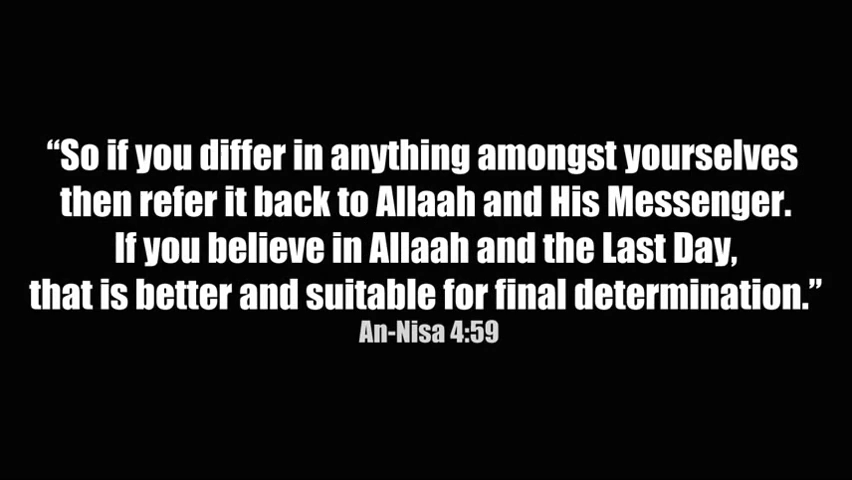 “So if you differ in anything amongst yourselves
then refer it back to Allaah and His Messenger.
If you believe in Allaah and the Last Day,
that is better and suitable for final determination.”
An-Nisa 4:59